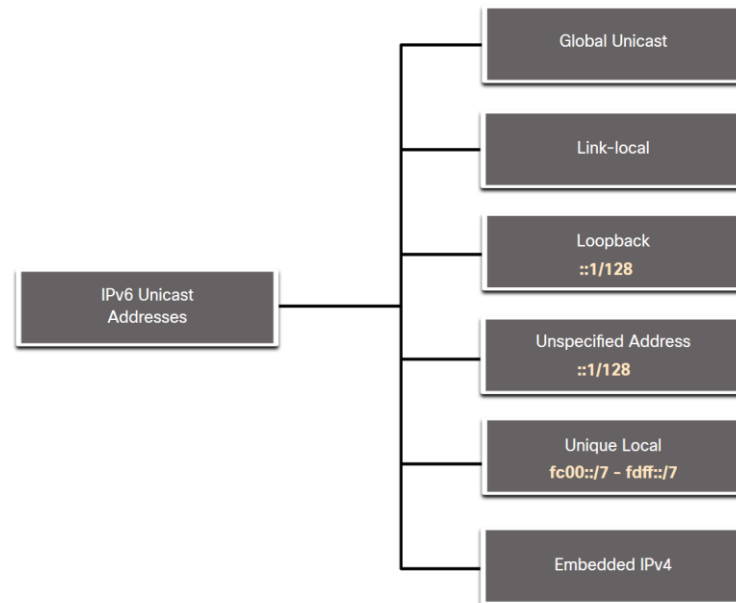 Global Unicast
Link-local
Loopback
::1/128
IPv6 Unicast
Addresses
Unspecified Address
::1/128
Unique Local
fc00::/7 - fdff::/7
Embedded IPv4